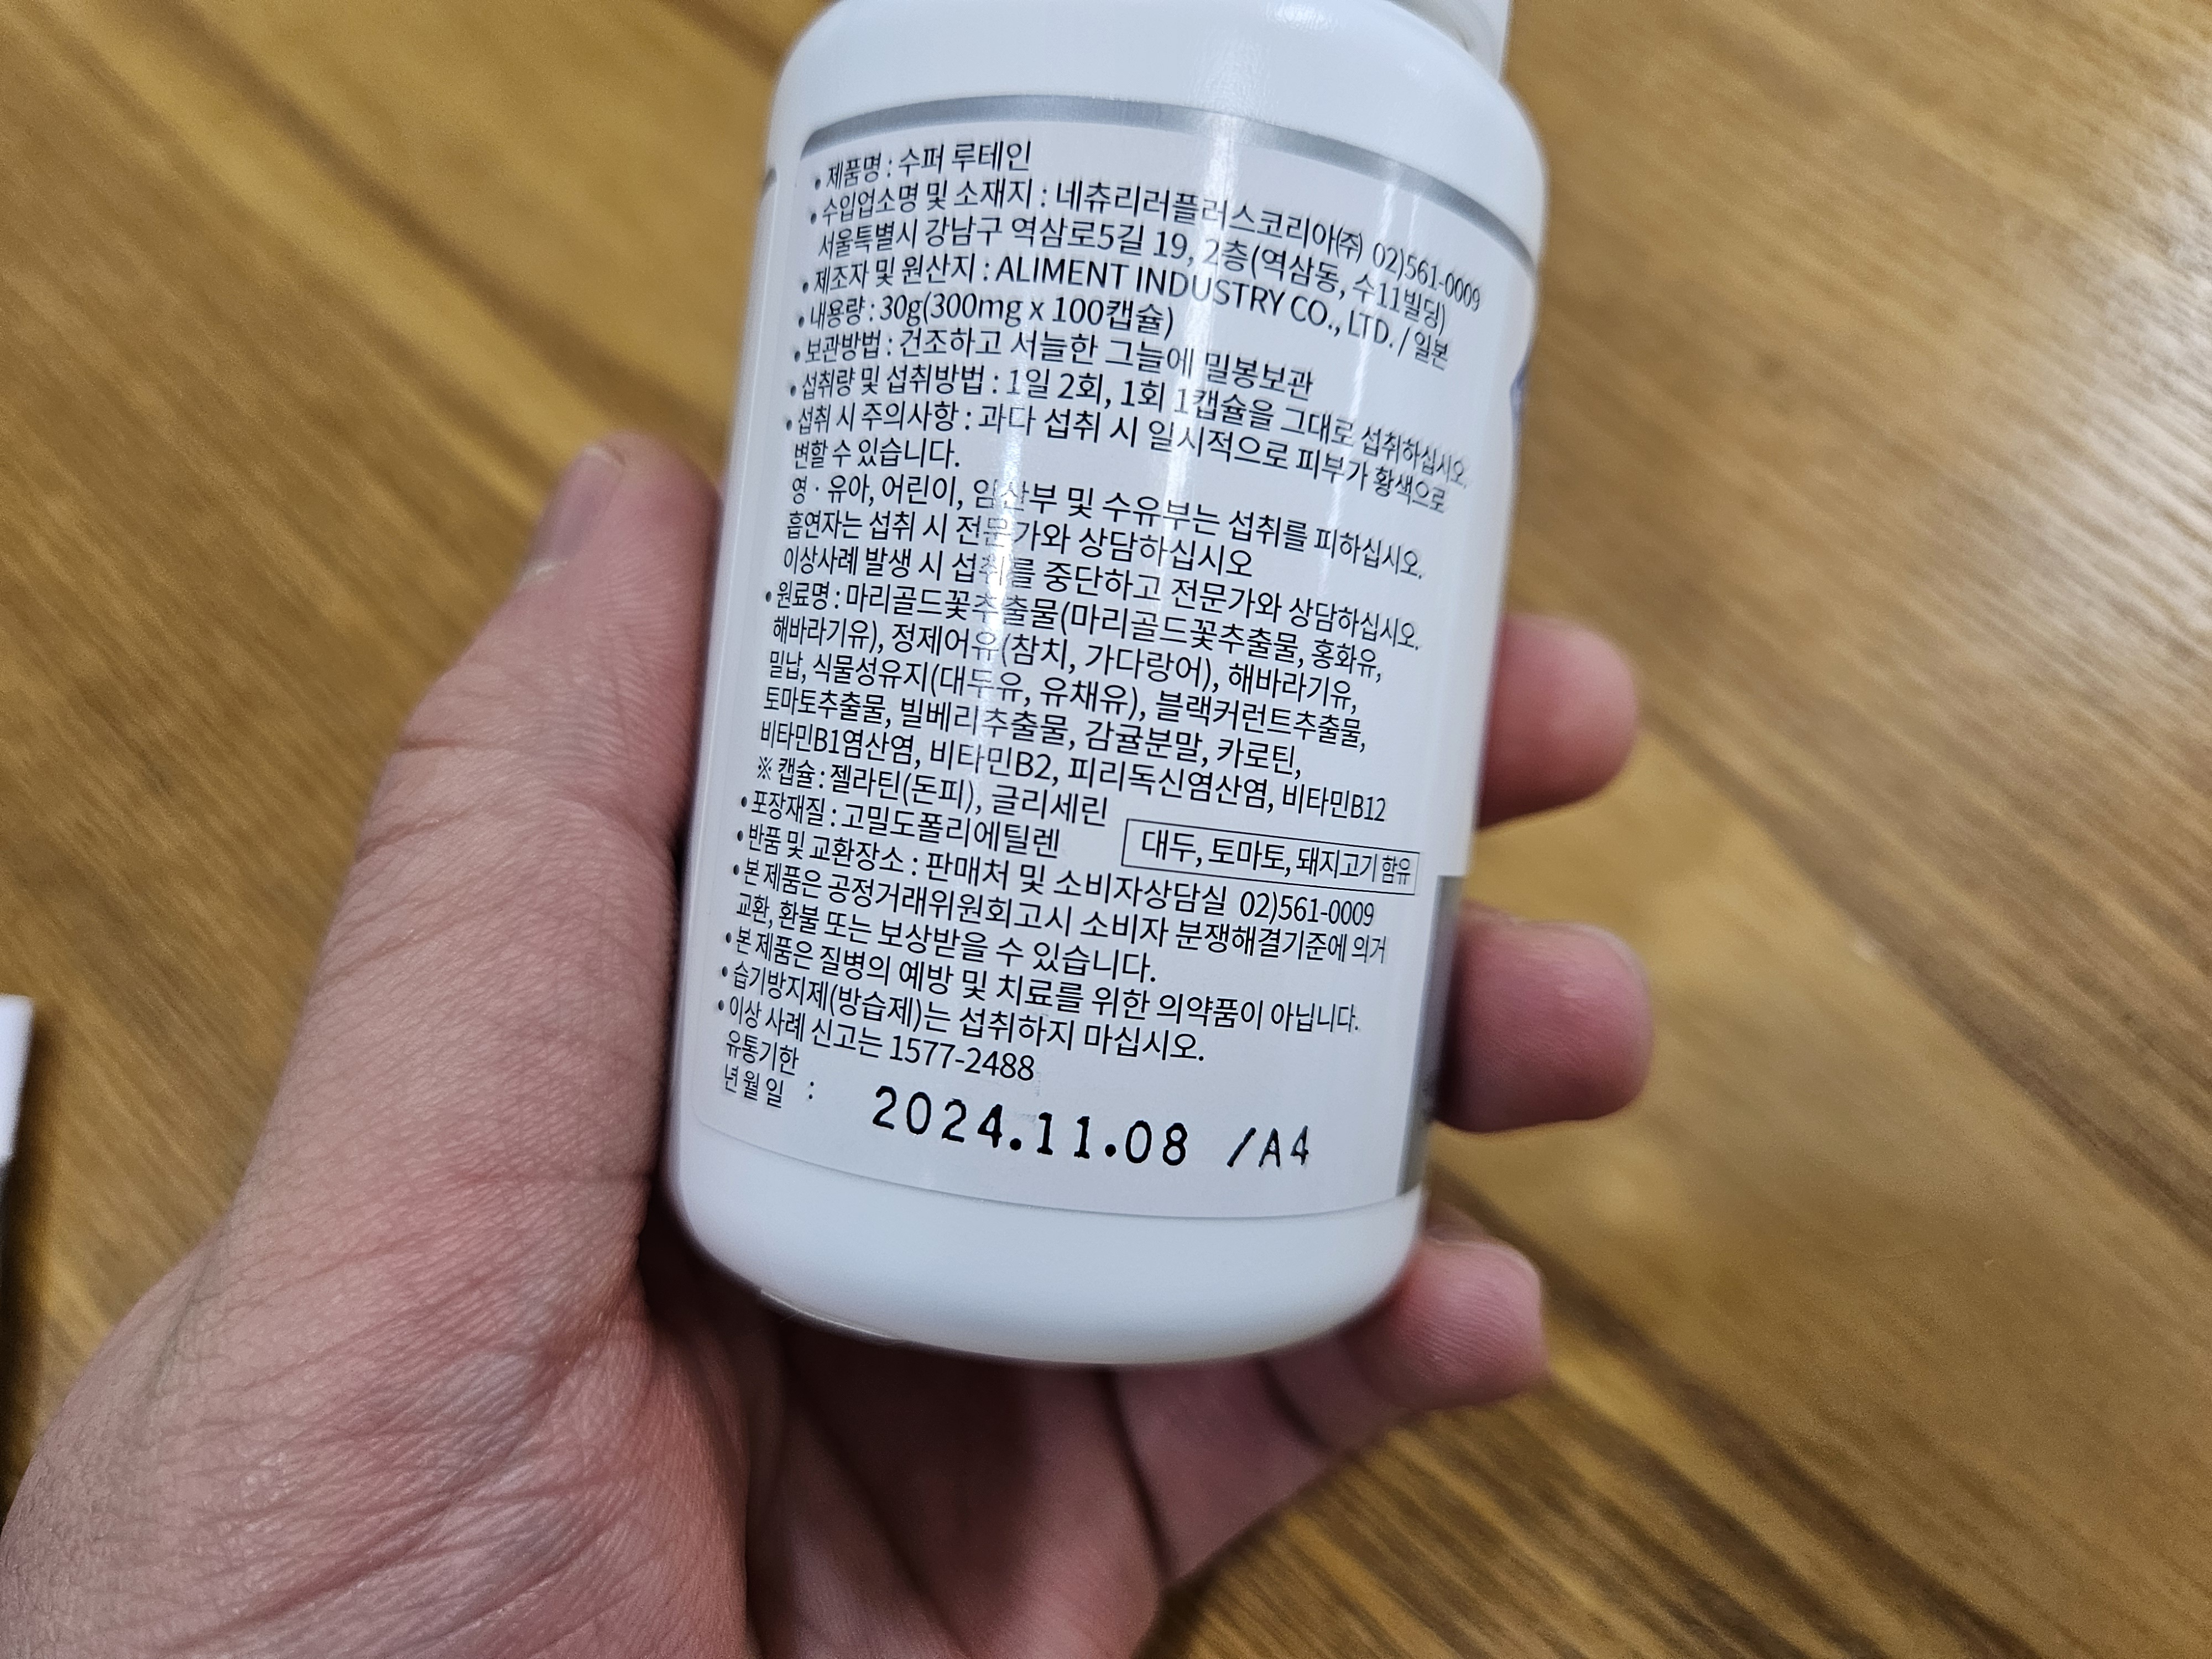 • 제품명 : 수퍼 루테인
• 수입업소명 및 소재지 : 네츄리러플러스코리아㈜ 02)561-0009
서울특별시 강남구 역삼로5길 19, 2층(역삼동, 수11빌딩)
• 제조자 및 원산지 : ALIMENT INDUSTRY CO., LTD. / 일본
• 내용량 : 30g(300mg x 100캡슐)
• 보관방법 : 건조하고 서늘한 그늘에 밀봉보관
• 섭취량 및 섭취방법 : 1일 2회, 1회 1캡슐을 그대로 섭취하십시오.
• 섭취 시 주의사항 : 과다 섭취 시 일시적으로 피부가 황색으로
변할 수 있습니다.
영 · 유아, 어린이, 임산부 및 수유부는 섭취를 피하십시오.
흡연자는 섭취 시 전문가와 상담하십시오
이상사례 발생 시 섭취를 중단하고 전문가와 상담하십시오.
• 원료명 : 마리골드꽃추출물(마리골드꽃추출물, 홍화유,
해바라기유), 정제어유(참치, 가다랑어), 해바라기유,
밀납, 식물성유지(대두유, 유채유), 블랙커런트추출물,
토마토추출물, 빌베리추출물, 감귤분말, 카로틴,
비타민B1염산염, 비타민B2, 피리독신염산염, 비타민B12
※ 캡슐 : 젤라틴(돈피), 글리세린
• 포장재질 : 고밀도폴리에틸렌
대두, 토마토, 돼지고기 함유
• 반품 및 교환장소 : 판매처 및 소비자상담실 02)561-0009
• 본 제품은 공정거래위원회고시 소비자 분쟁해결기준에 의거
교환, 환불 또는 보상받을 수 있습니다.
• 본 제품은 질병의 예방 및 치료를 위한 의약품이 아닙니다.
• 습기방지제(방습제)는 섭취하지 마십시오.
• 이상 사례 신고는 1577-2488
유통기한
년 월 일 : 2024.11.08 /A4